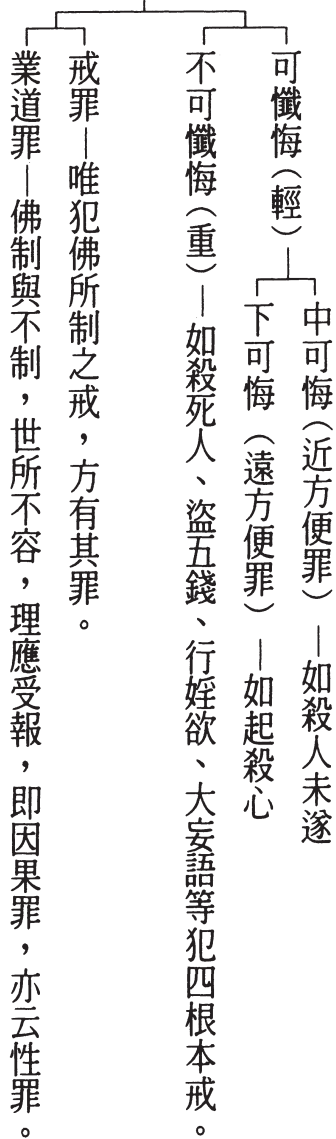 可懺悔（輕）
中可悔（近方便罪）—如殺人未遂
下可悔（遠方便罪）—如起殺心
不可懺悔（重）—如殺死人、盜五錢、行婬欲、大妄語等犯四根本戒。
戒罪—唯犯佛所制之戒，方有其罪。
業道罪—佛制與不制，世所不容，理應受報，即因果罪，亦云性罪。